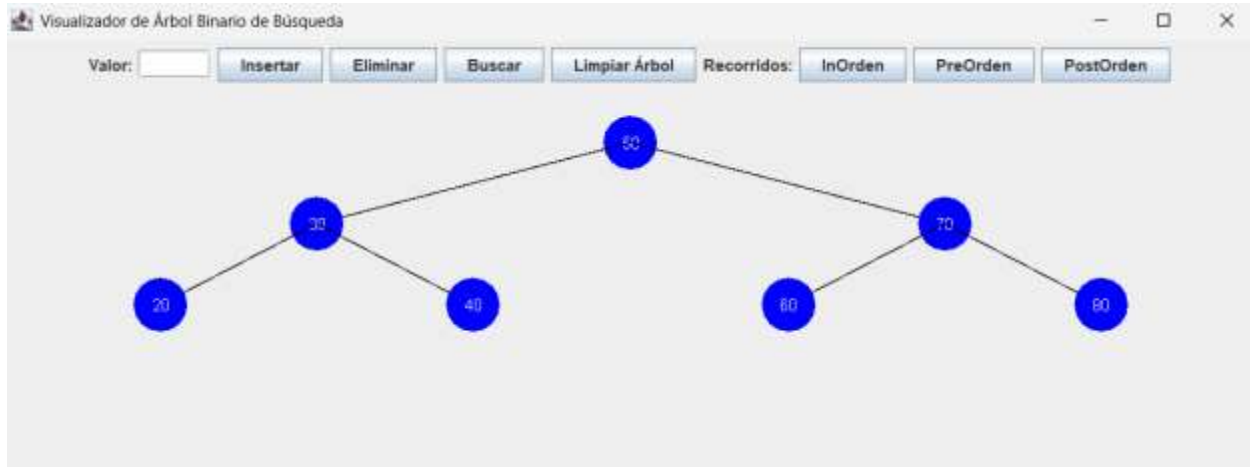 Visualizador de Árbol Binario de Búsqueda
Valor: Insertar Eliminar Buscar Limpiar Árbol Recorridos: InOrden PreOrden PostOrden
50
30 70
20 40 60 80